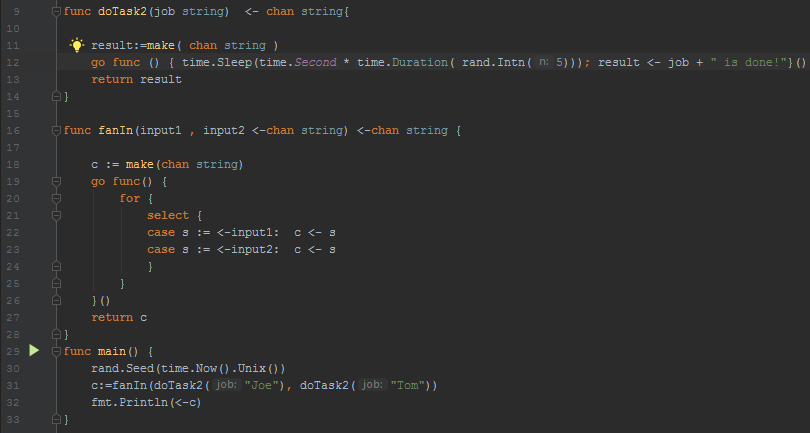 9 func doTask2(job string)  <- chan string{
10
11     result:=make( chan string )
12     go func () { time.Sleep(time.Second * time.Duration( rand.Intn( n: 5))); result <- job + " is done!"}()
13     return result
14 }
15
16 func fanIn(input1 , input2 <-chan string) <-chan string {
17
18     c := make(chan string)
19     go func() {
20         for {
21             select {
22             case s := <-input1:  c <- s
23             case s := <-input2:  c <- s
24             }
25         }
26     }()
27     return c
28 }
29 func main() {
30     rand.Seed(time.Now().Unix())
31     c:=fanIn(doTask2( job: "Joe"), doTask2( job: "Tom"))
32     fmt.Println(<-c)
33 }